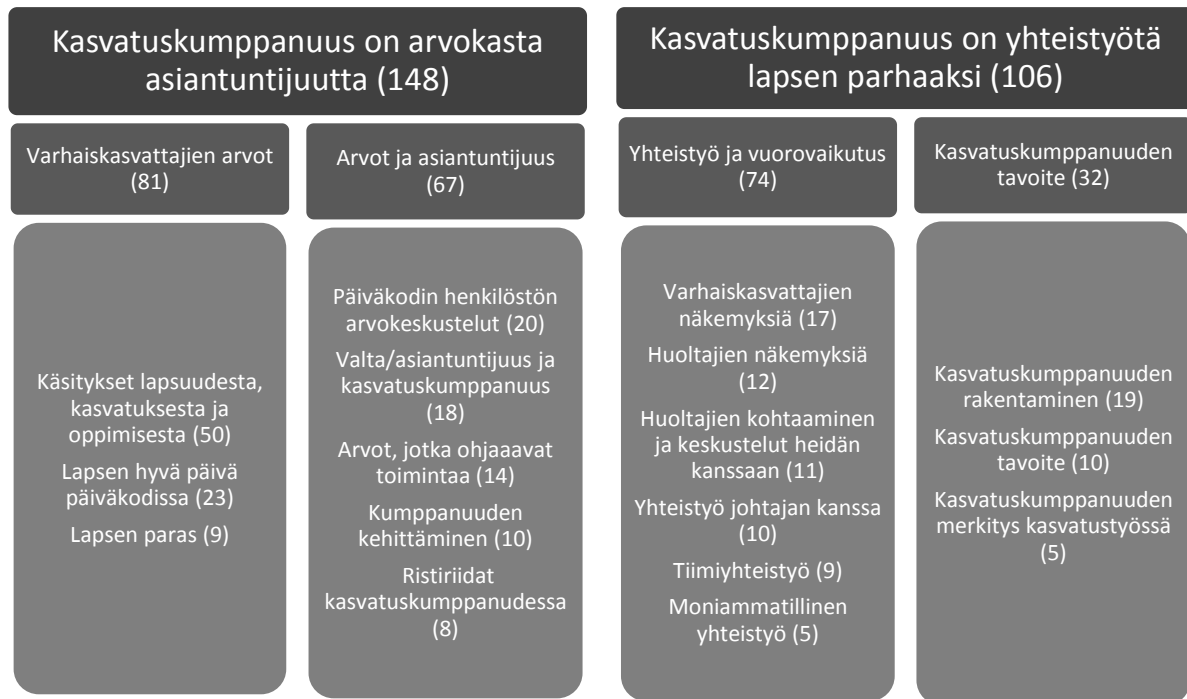 Kasvatuskumppanuus on arvokasta
asiantuntijuutta (148)
Varhaiskasvattajien arvot
(81)
Käsitykset lapsuudesta,
kasvatuksesta ja
oppimisesta (50)
Lapsen hyvä päivä
päiväkodissa (23)
Lapsen paras (9)
Arvot ja asiantuntijuus
(67)
Päiväkodin henkilöstön
arvokeskustelut (20)
Valta/asiantuntijuus ja
kasvatuskumppanuus
(18)
Arvot, jotka ohjaaavat
toimintaa (14)
Kumppanuuden
kehittäminen (10)
Ristiriidat
kasvatuskumppanudessa
(8)
Kasvatuskumppanuus on yhteistyötä
lapsen parhaaksi (106)
Yhteistyö ja vuorovaikutus
(74)
Varhaiskasvattajien
näkemyksiä (17)
Huoltajien näkemyksiä
(12)
Huoltajien kohtaaminen
ja keskustelut heidän
kanssaan (11)
Yhteistyö johtajan kanssa
(10)
Tiimiyhteistyö (9)
Moniammatillinen
yhteistyö (5)
Kasvatuskumppanuuden
tavoite (32)
Kasvatuskumppanuuden
rakentaminen (19)
Kasvatuskumppanuuden
tavoite (10)
Kasvatuskumppanuuden
merkitys kasvatustyössä
(5)